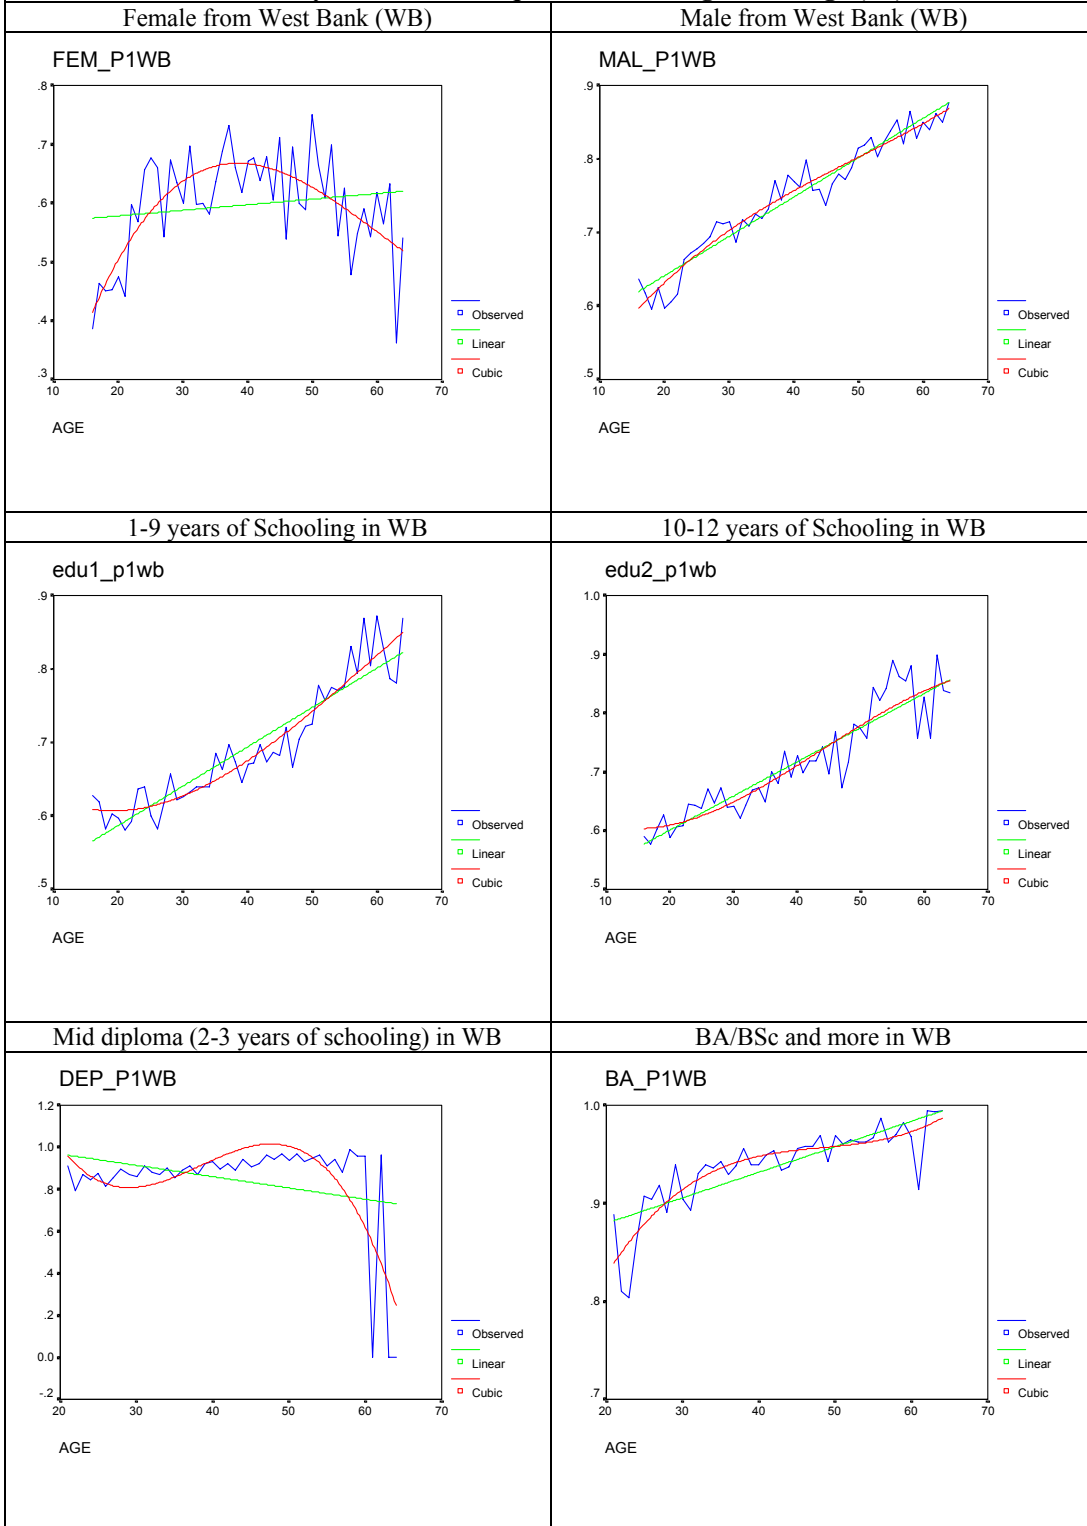 Female from West Bank (WB)
Male from West Bank (WB)
FEM_P1WB
.8
.7
.6
.5
.4
.3
10 20 30 40 50 60 70
AGE
Observed
Linear
Cubic
MAL_P1WB
.9
.8
.7
.6
.5
10 20 30 40 50 60 70
AGE
Observed
Linear
Cubic
1-9 years of Schooling in WB
10-12 years of Schooling in WB
edu1_p1wb
.9
.8
.7
.6
.5
10 20 30 40 50 60 70
AGE
Observed
Linear
Cubic
edu2_p1wb
1.0
.9
.8
.7
.6
.5
10 20 30 40 50 60 70
AGE
Observed
Linear
Cubic
Mid diploma (2-3 years of schooling) in WB
BA/BSc and more in WB
DEP_P1WB
1.2
1.0
.8
.6
.4
.2
0.0
-.2
20 30 40 50 60 70
AGE
Observed
Linear
Cubic
BA_P1WB
1.0
.9
.8
.7
20 30 40 50 60 70
AGE
Observed
Linear
Cubic